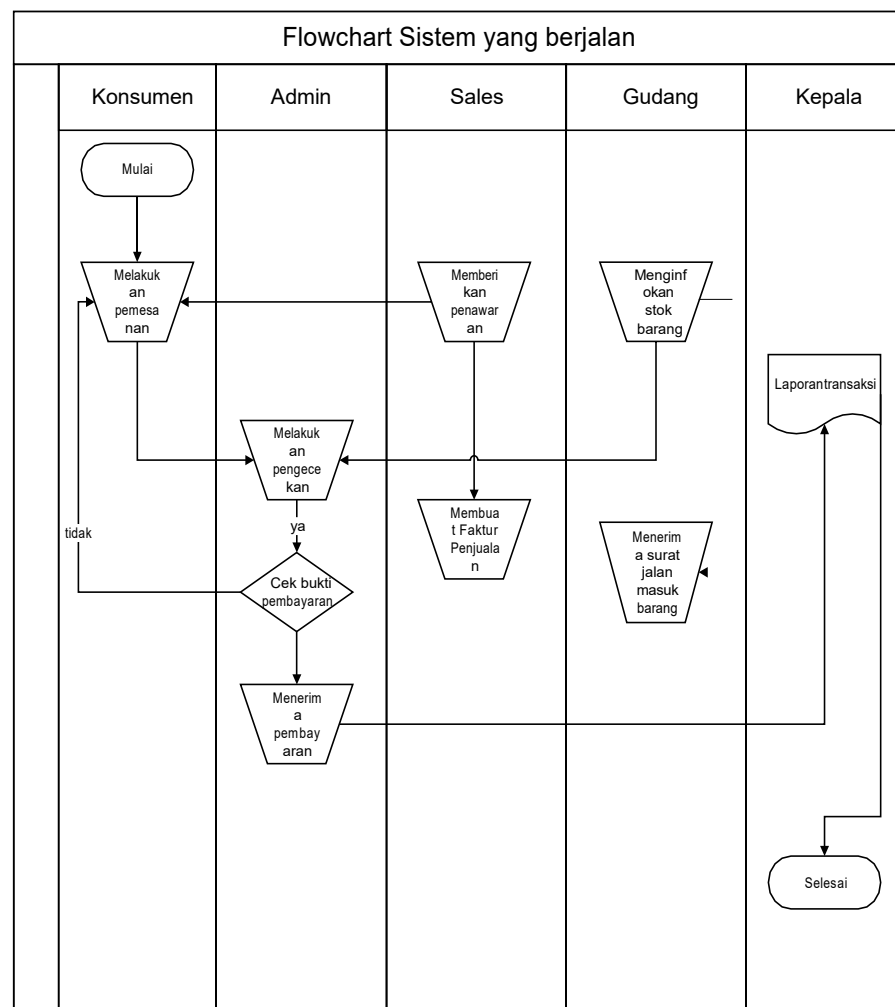 Flowchart Sistem yang berjalan
Konsumen
Admin
Sales
Gudang
Kepala
Mulai
Melakuk
an
pemesa
nan
Memberi
kan
penawar
an
Menginf
okan
stok
barang
Laporantransaksi
Melakuk
an
pengece
kan
ya
tidak
Membua
t Faktur
Penjuala
n
Menerim
a surat
jalan
masuk
barang
Cek bukti
pembayaran
Menerim
a
pembay
aran
Selesai